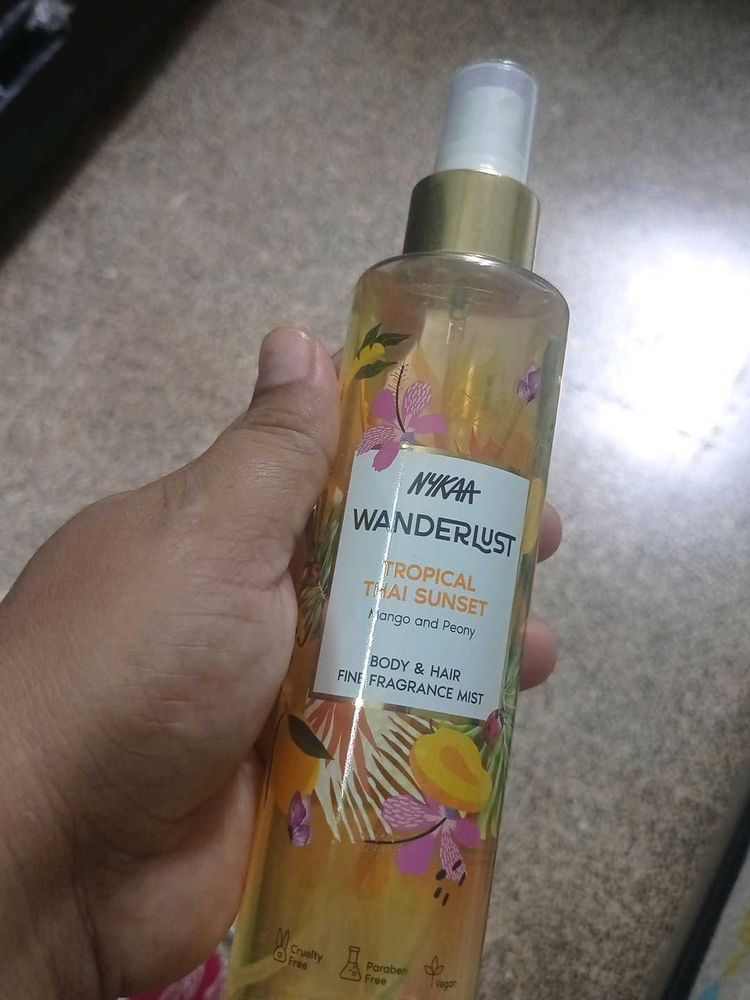 NYKAA
WANDERLUST
TROPICAL
THAI SUNSET
Mango and Peony
BODY & HAIR
FINE FRAGRANCE MIST
Cruelty
Free
Paraben
Free
Vegan